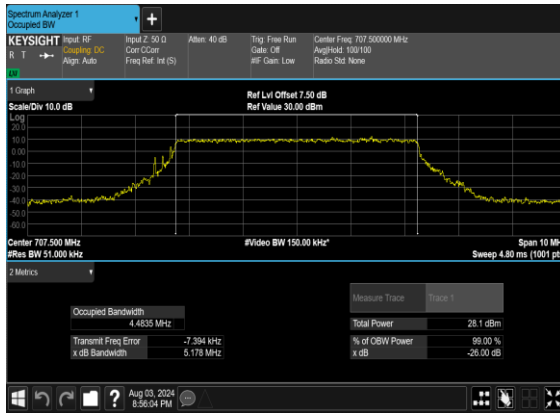 Spectrum Analyzer 1
Occupied BW
KEYSIGHT
R T
LXI
Input: RF
Coupling: DC
Align: Auto
Input Z: 50 Ω
Corr CCorr
Freq Ref: Int (S)
Atten: 40 dB
Trig: Free Run
Gate: Off
#IF Gain: Low
Center Freq: 707.500000 MHz
Avg|Hold: 100/100
Radio Std: None
1 Graph
Scale/Div 10.0 dB
Ref Lvl Offset 7.50 dB
Ref Value 30.00 dBm
Log
20.0
10.0
0.00
-10.0
-20.0
-30.0
-40.0
-50.0
-60.0
Center 707.500 MHz
#Video BW 150.00 kHz*
Span 10 MH
#Res BW 51.000 kHz
Sweep 4.80 ms (1001 pt
2 Metrics
Measure Trace Trace 1
Occupied Bandwidth
4.4835 MHz
Total Power 28.1 dBm
Transmit Freq Error -7.394 kHz
% of OBW Power 99.00 %
x dB Bandwidth 5.178 MHz
x dB -26.00 dB
Aug 03, 2024
8:56:04 PM